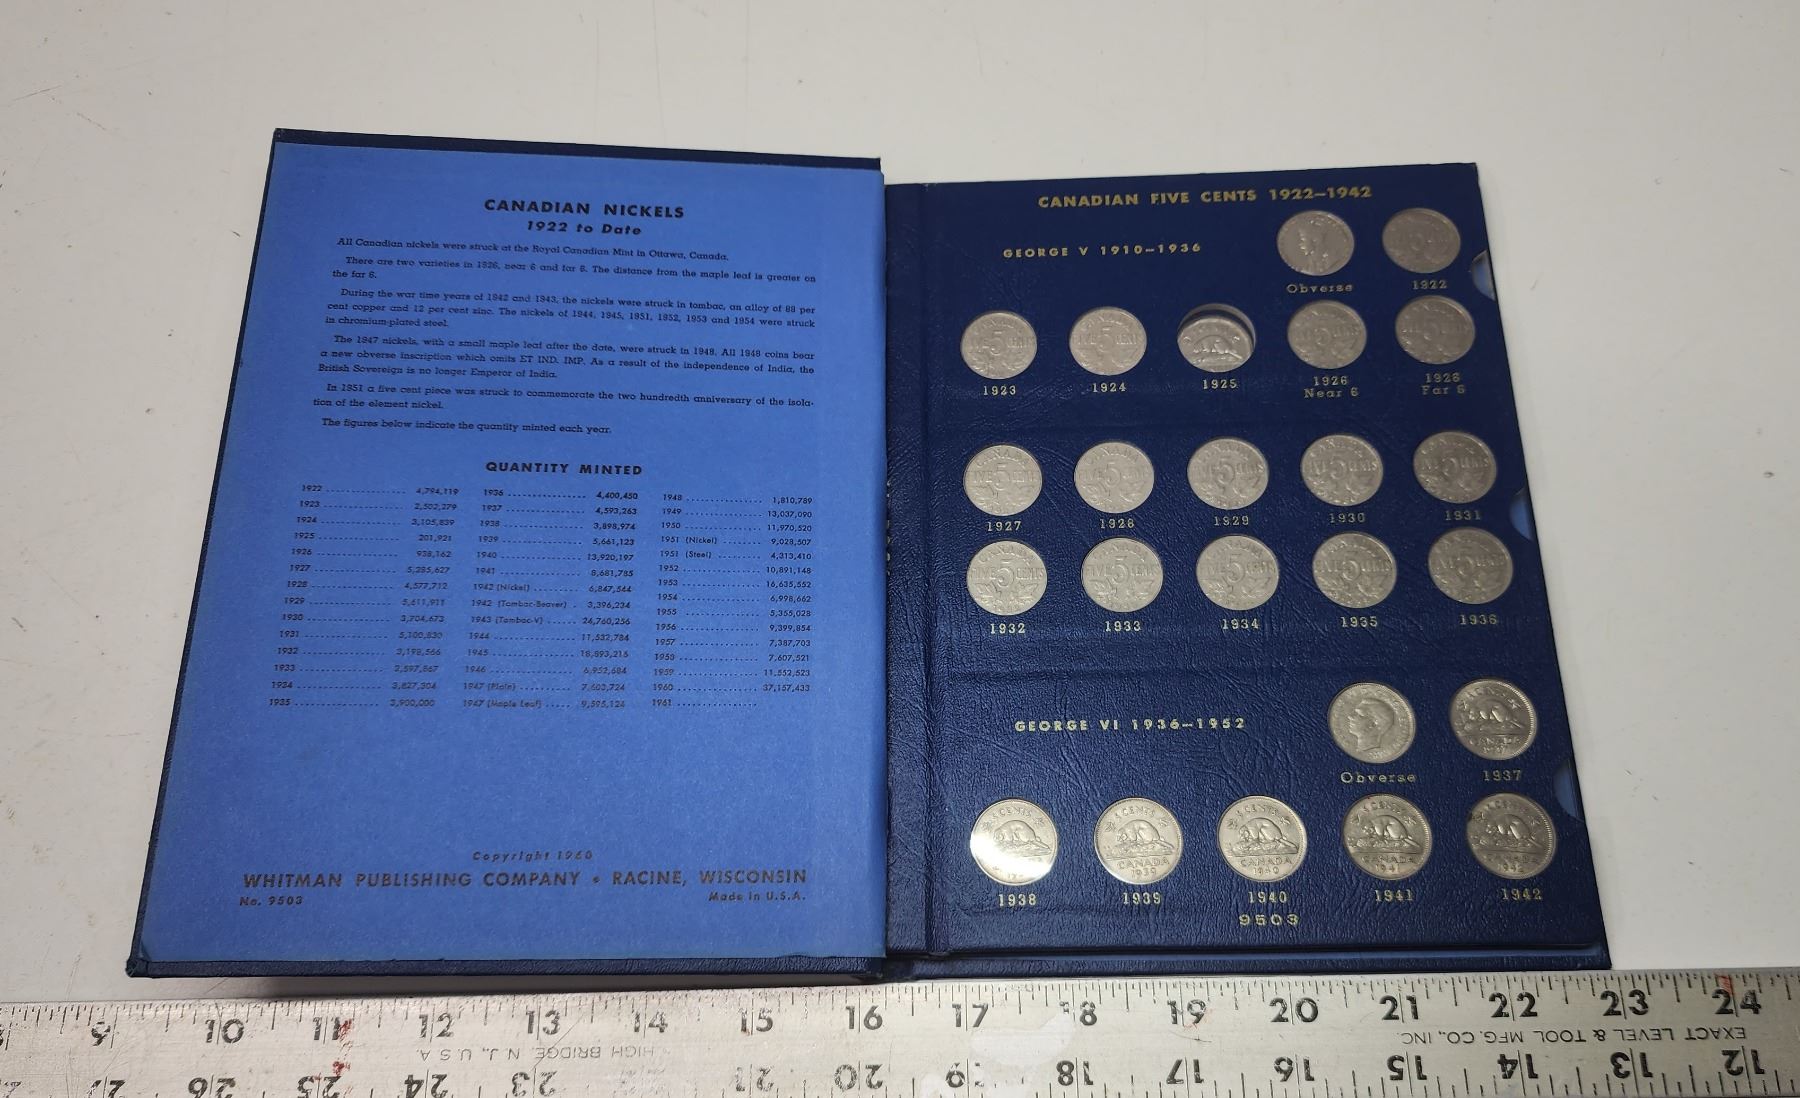 CANADIAN NICKELS
1922 to Date
All Canadian nickels were struck at the Royal Canadian Mint in Ottawa, Canada.
There are two varieties in 1926, near 6 and far 6. The distance from the maple leaf is greater on
the far 6.
During the war time years of 1942 and 1943, the nickels were struck in tombac, an alloy of 88 per
cent copper and 12 per cent zinc. The nickels of 1944, 1945, 1951, 1952, 1953 and 1954 were struck
in chromium-plated steel.
The 1947 nickels, with a small maple leaf after the date, were struck in 1948. All 1948 coins bear
a new obverse inscription which omits ET IND. IMP. As a result of the independence of India, the
British Sovereign is no longer Emperor of India.
In 1951 a five cent piece was struck to commemorate the two hundredth anniversary of the isola-
tion of the element nickel.
The figures below indicate the quantity minted each year.
QUANTITY MINTED
1922 4,794,119
1923 2,502,279
1924 3,105,839
1925 201,921
1926 938,162
1927 5,285,627
1928 4,577,712
1929 5,611,911
1930 3,704,673
1931 5,100,830
1932 3,198,566
1933 2,597,867
1934 3,827,304
1935 3,900,000
1936 4,400,450
1937 4,593,263
1938 3,898,974
1939 5,661,123
1940 13,920,197
1941 8,681,785
1942 (Nickel) 6,847,544
1942 (Tombac-Beaver) 3,396,234
1943 (Tombac-V) 24,760,256
1944 11,532,784
1945 18,893,216
1946 6,952,684
1947 (Plain) 7,603,724
1947 (Maple Leaf) 9,595,124
1948 1,810,789
1949 13,037,090
1950 11,970,520
1951 (Nickel) 9,028,507
1951 (Steel) 4,313,410
1952 10,891,148
1953 16,635,552
1954 6,998,662
1955 5,355,028
1956 9,399,854
1957 7,387,703
1958 7,607,521
1959 11,552,523
1960 37,157,433
1961
Copyright 1960
WHITMAN PUBLISHING COMPANY • RACINE, WISCONSIN
No. 9503 Made in U.S.A.
CANADIAN FIVE CENTS 1922–1942
GEORGE V 1910–1936
Obverse 1922
1923 1924 1925 1926 Near 6 1926 Far 6
1927 1928 1929 1930 1931
1932 1933 1934 1935 1936
GEORGE VI 1936–1952
Obverse 1937
1938 1939 1940 1941 1942
9503
9 10 11 12 13 14 15 16 17 18 19 20 21 22 23 24
EXACT LEVEL & TOOL MFG. CO., INC.
HIGH BRIDGE, N.J., U.S.A
12 13 14 15 16 17 18 19 20 21 22 23 24 25 26 27